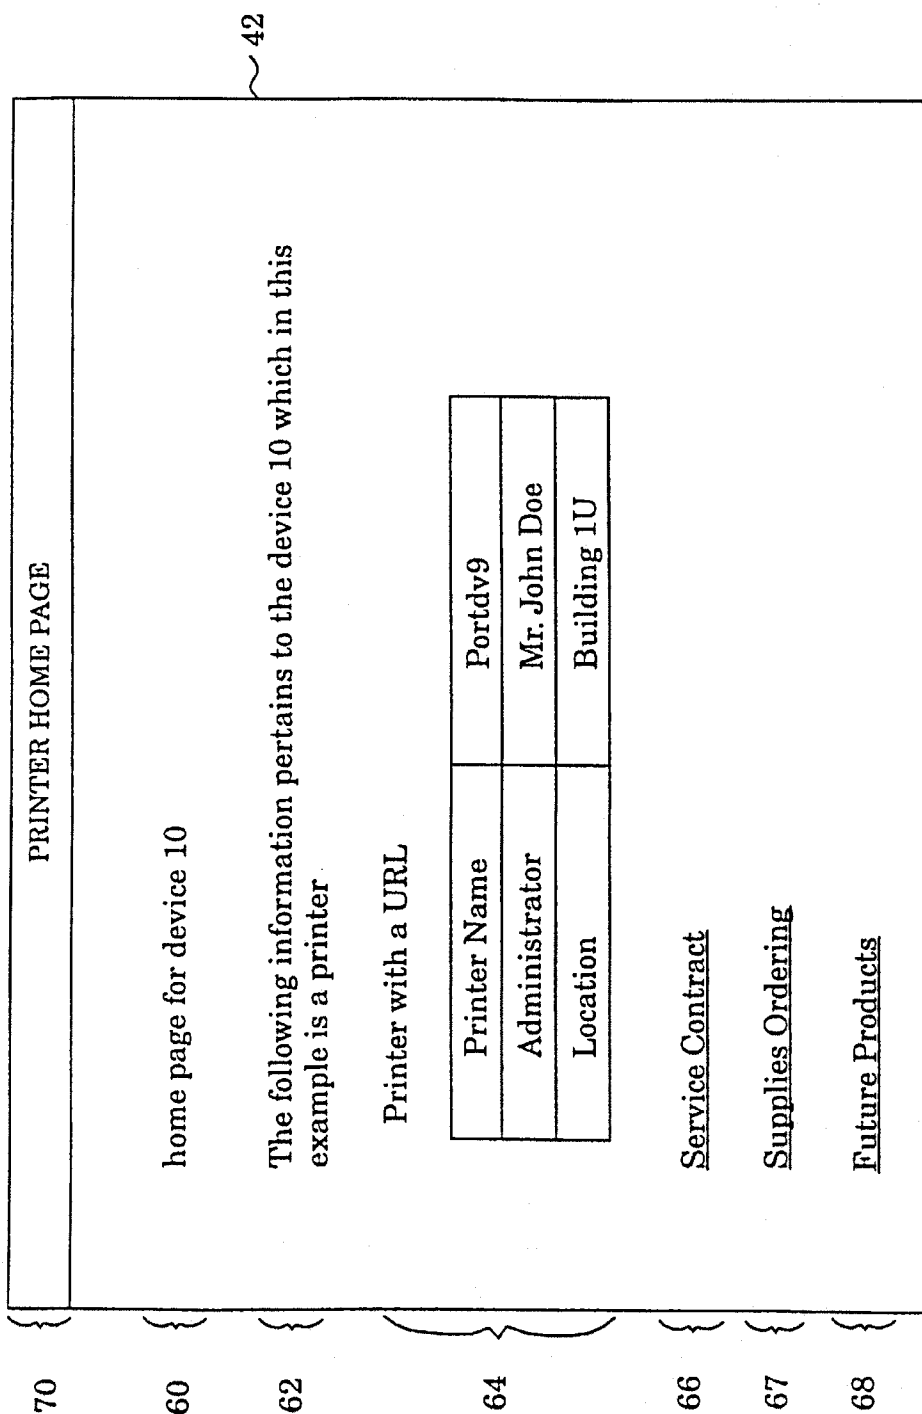 42
70 PRINTER HOME PAGE
60 home page for device 10
62 The following information pertains to the device 10 which in this
example is a printer
Printer with a URL
64
Printer Name Portdv9
Administrator Mr. John Doe
Location Building 1U
66 Service Contract
67 Supplies Ordering
68 Future Products